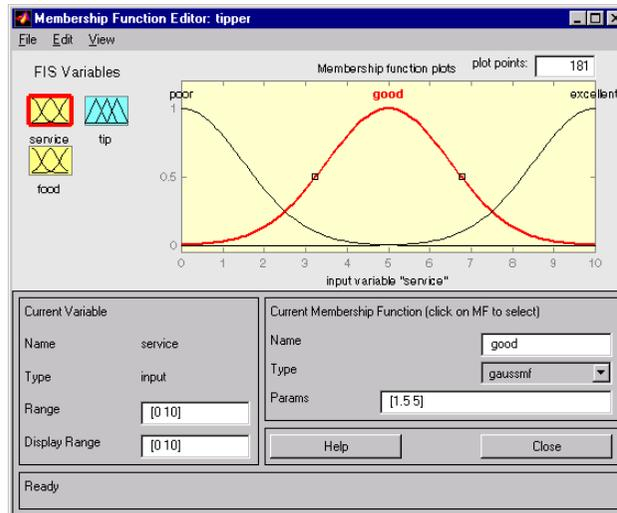 Membership Function Editor: tipper
File Edit View
FIS Variables
service
tip
food
Membership function plots
plot points:
181
poor
good
excellent
1
0.5
0
0 1 2 3 4 5 6 7 8 9 10
input variable "service"
Current Variable
Name service
Type input
Range [0 10]
Display Range [0 10]
Current Membership Function (click on MF to select)
Name good
Type gaussmf
Params [1.5 5]
Help
Close
Ready